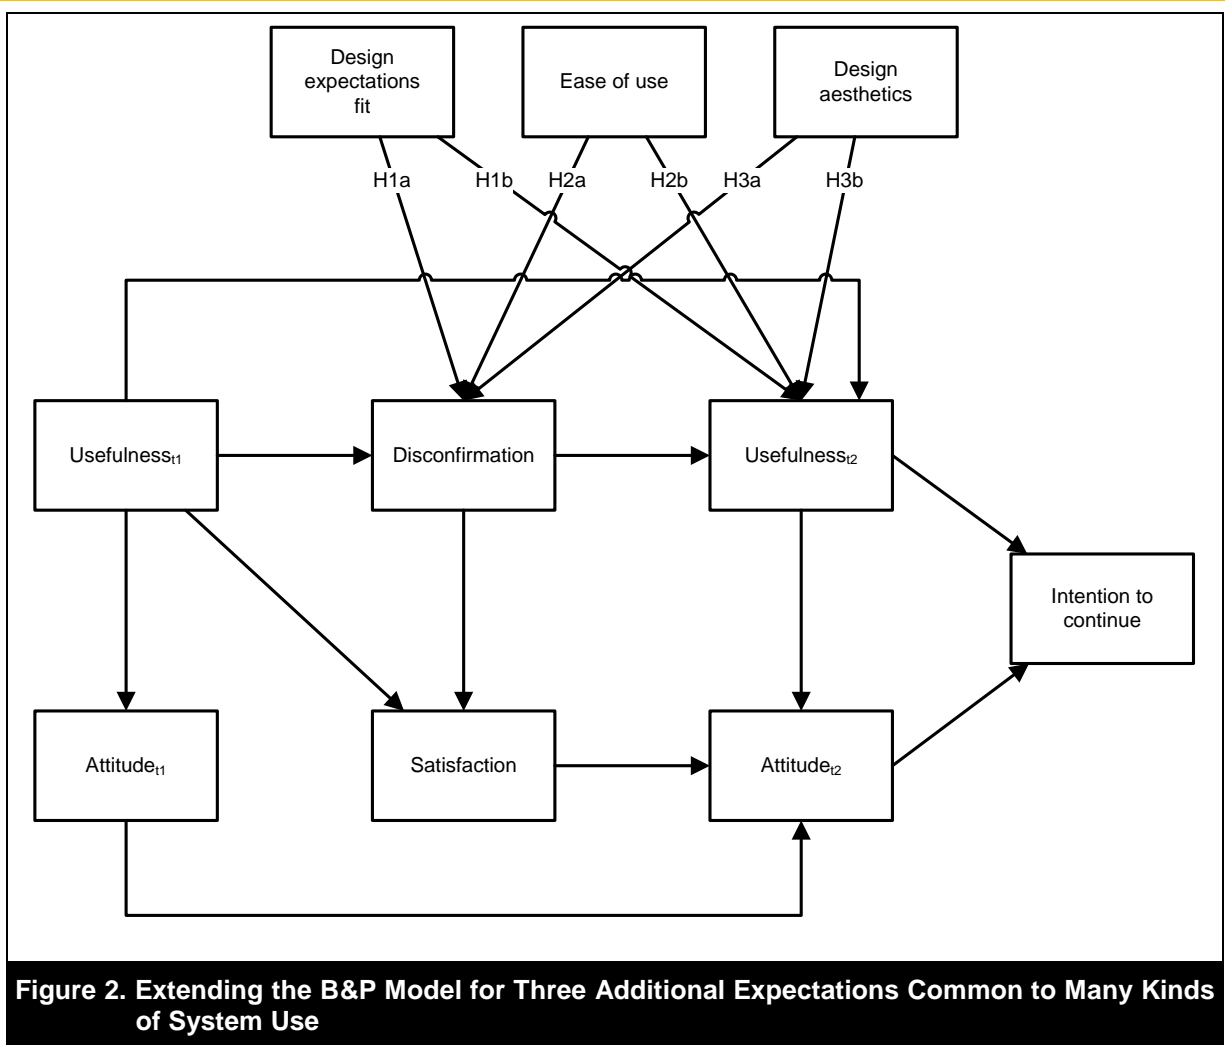 Design
expectations
fit
Ease of use
Design
aesthetics
H1a
H1b
H2a
H2b
H3a
H3b
Usefulnesst1
Disconfirmation
Usefulnesst2
Intention to
continue
Attitudet1
Satisfaction
Attitudet2
Figure 2. Extending the B&P Model for Three Additional Expectations Common to Many Kinds
of System Use